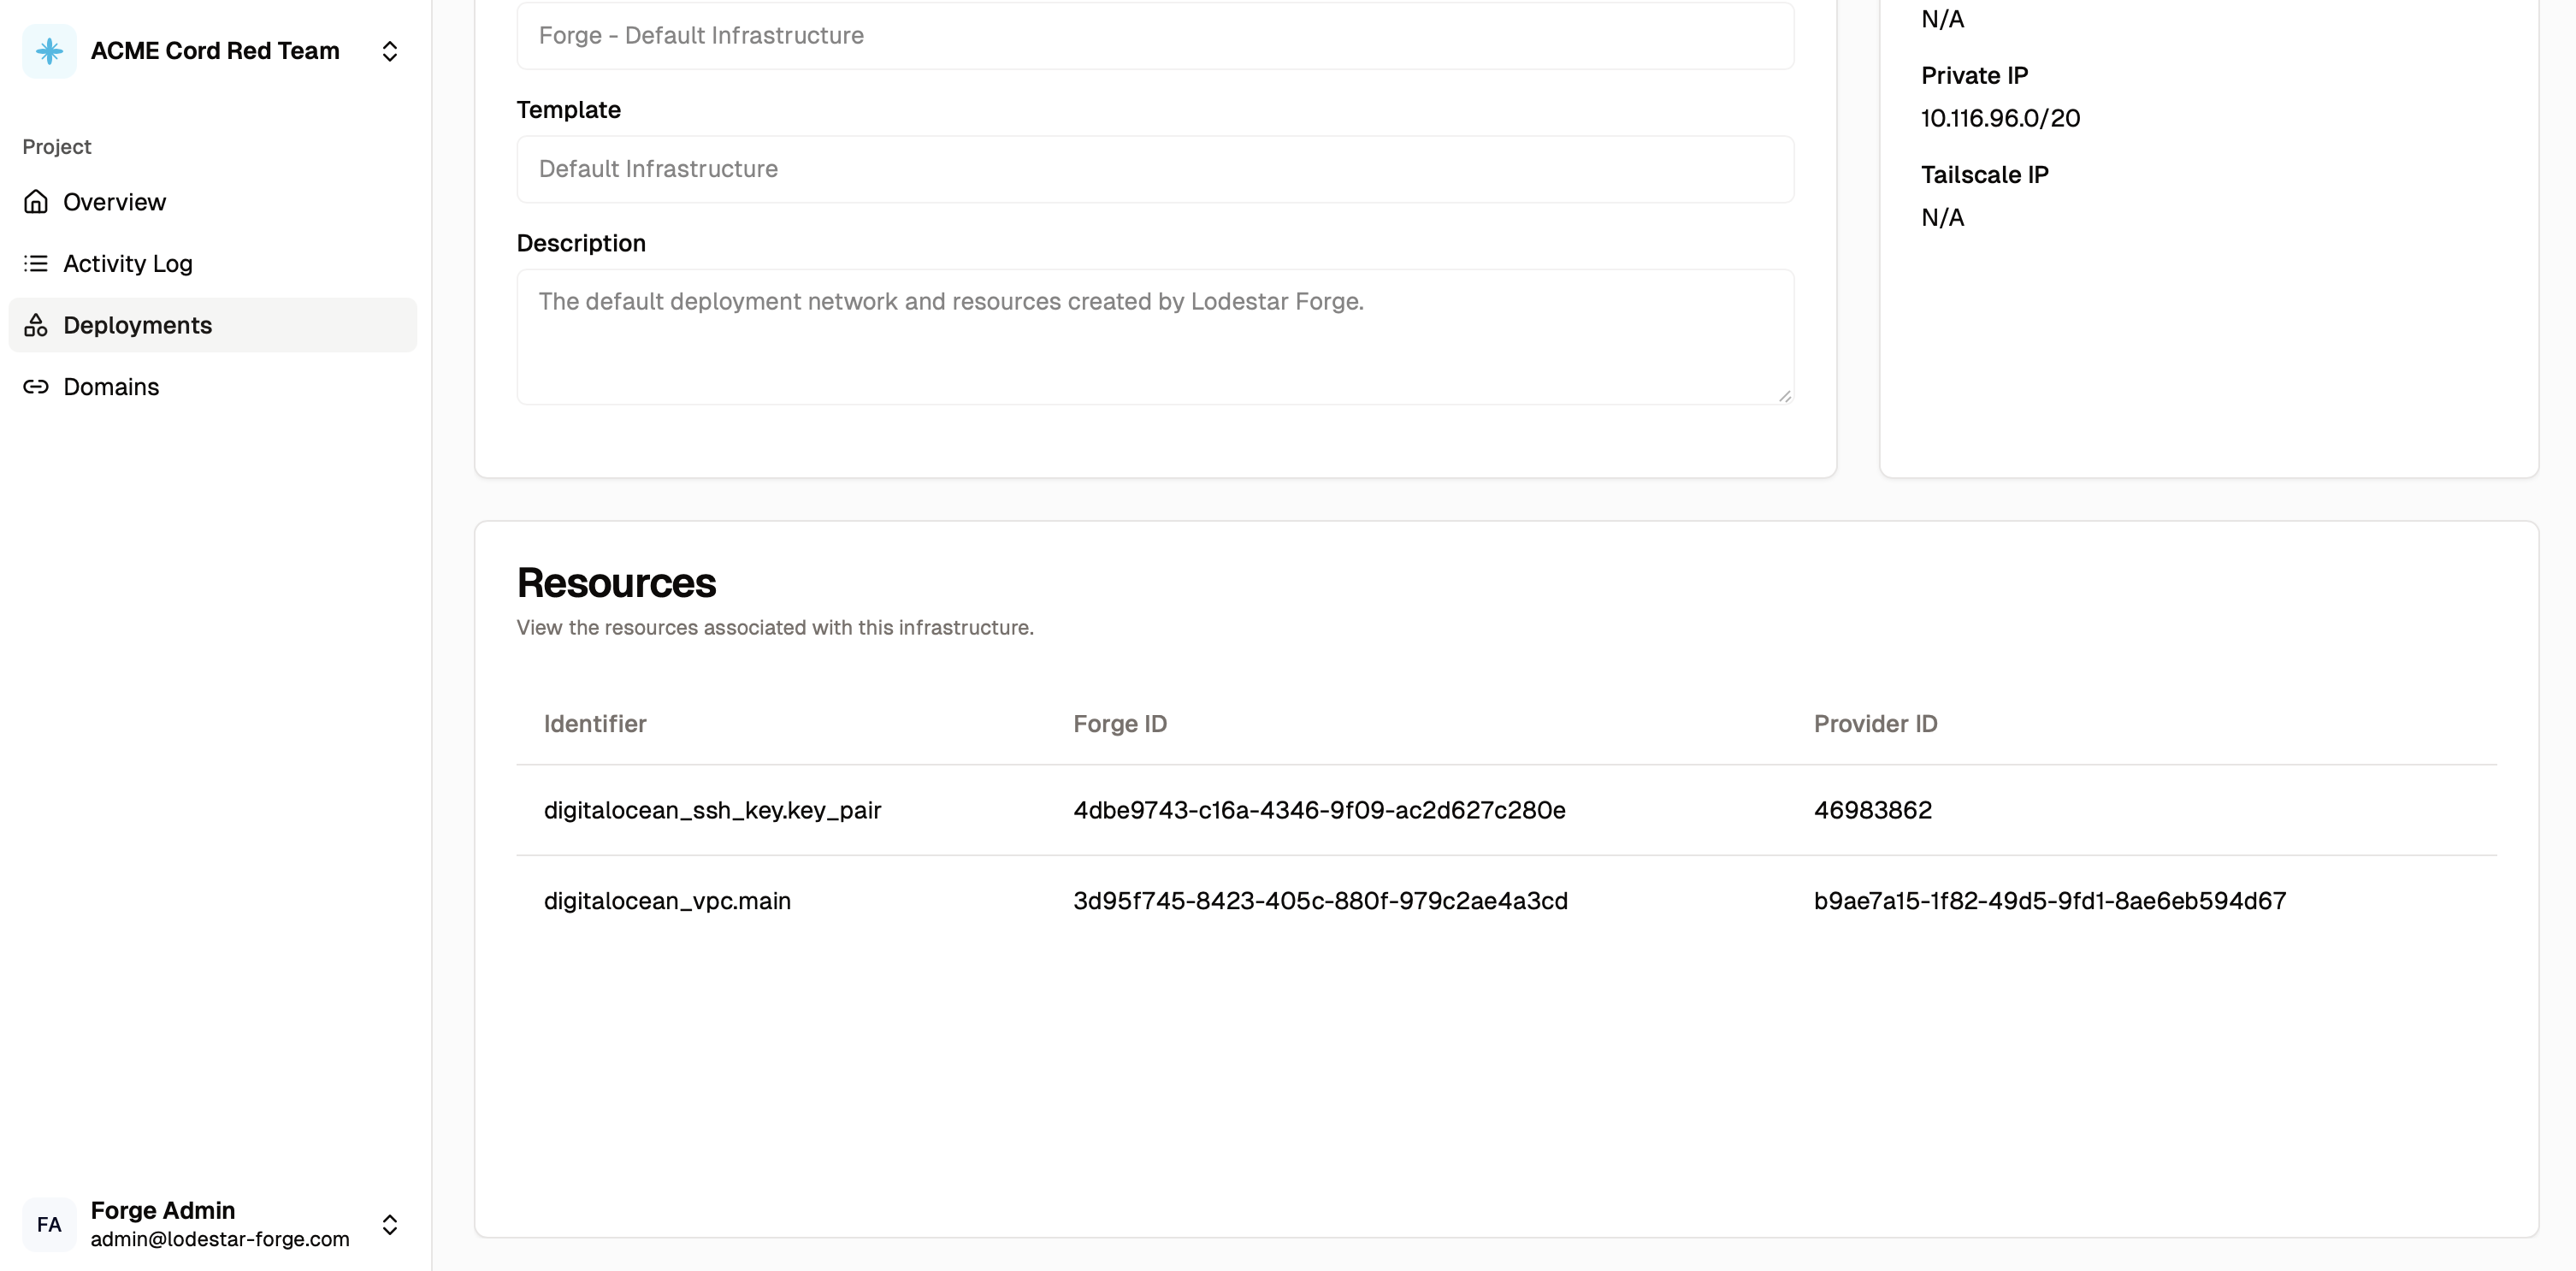 ACME Cord Red Team
Project
Overview
Activity Log
Deployments
Domains
FA
Forge Admin
admin@lodestar-forge.com
Forge - Default Infrastructure
Template
Default Infrastructure
Description
The default deployment network and resources created by Lodestar Forge.
N/A
Private IP
10.116.96.0/20
Tailscale IP
N/A
Resources
View the resources associated with this infrastructure.
Identifier Forge ID Provider ID
digitalocean_ssh_key.key_pair 4dbe9743-c16a-4346-9f09-ac2d627c280e 46983862
digitalocean_vpc.main 3d95f745-8423-405c-880f-979c2ae4a3cd b9ae7a15-1f82-49d5-9fd1-8ae6eb594d67